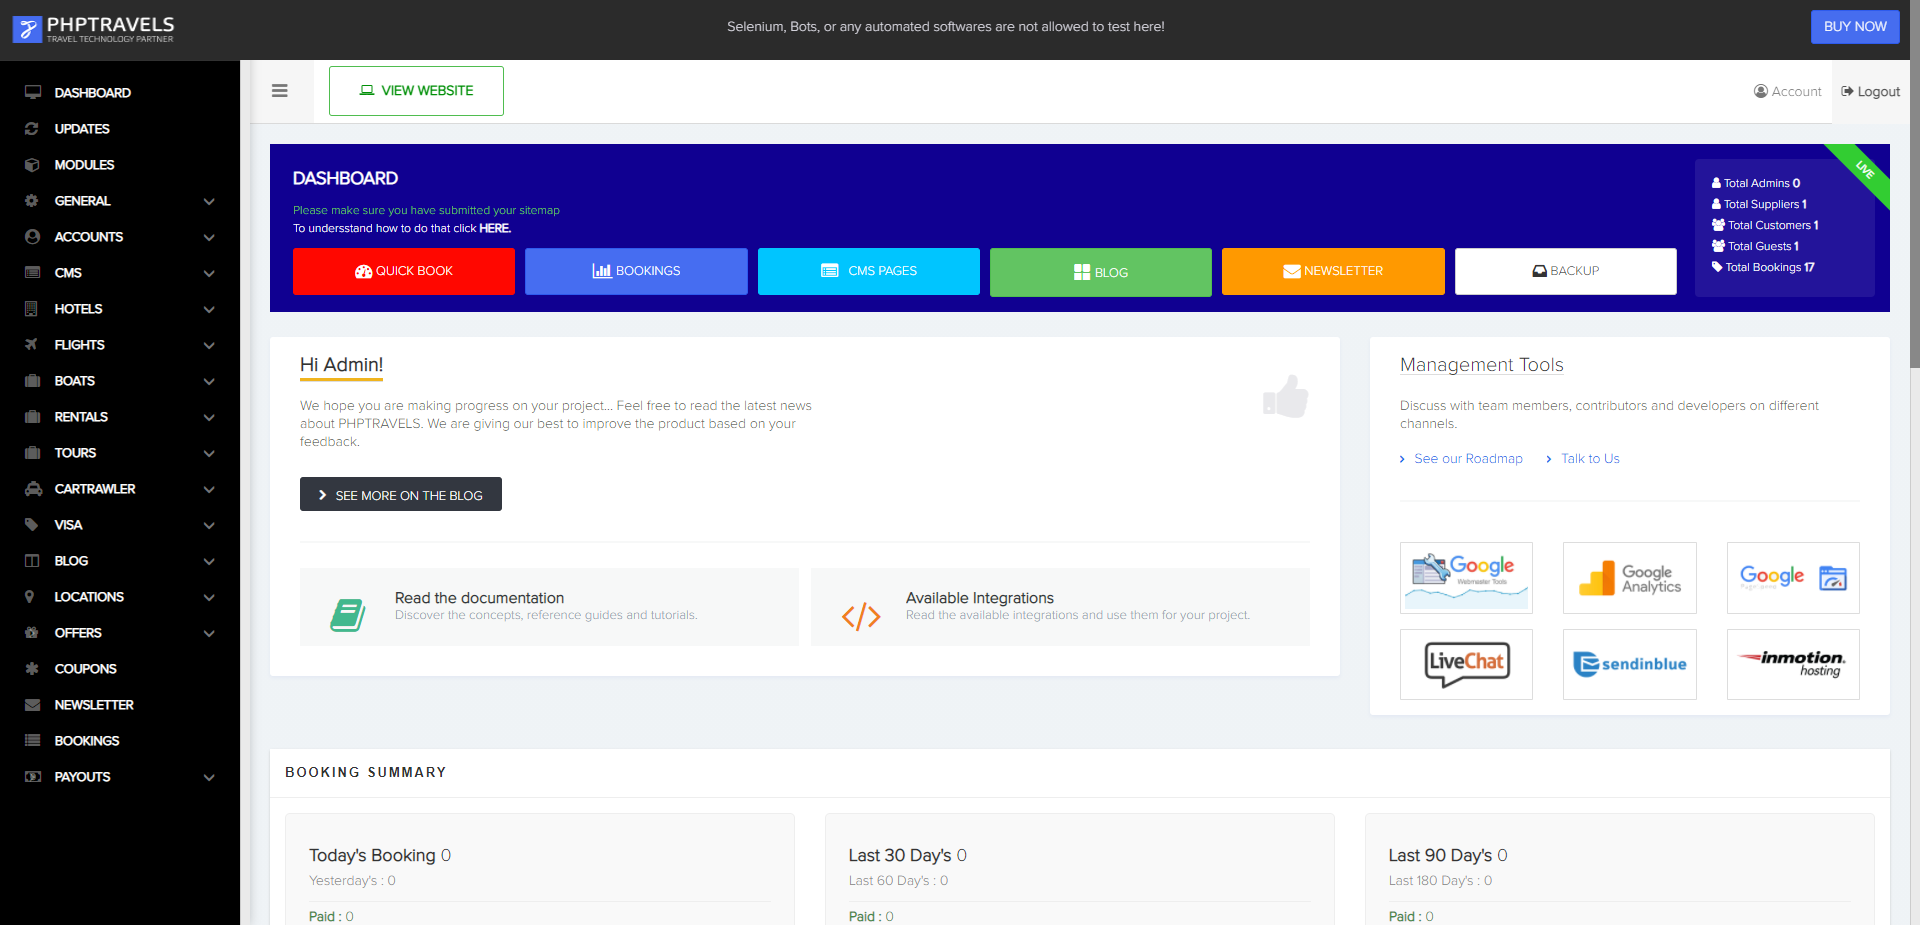 PHPTRAVELS
TRAVEL TECHNOLOGY PARTNER
Selenium, Bots, or any automated softwares are not allowed to test here!
BUY NOW
DASHBOARD
UPDATES
MODULES
GENERAL
ACCOUNTS
CMS
HOTELS
FLIGHTS
BOATS
RENTALS
TOURS
CARTRAWLER
VISA
BLOG
LOCATIONS
OFFERS
COUPONS
NEWSLETTER
BOOKINGS
PAYOUTS
VIEW WEBSITE
Account
Logout
DASHBOARD
Please make sure you have submitted your sitemap
To undersstand how to do that click HERE.
QUICK BOOK
BOOKINGS
CMS PAGES
BLOG
NEWSLETTER
BACKUP
LIVE
Total Admins 0
Total Suppliers 1
Total Customers 1
Total Guests 1
Total Bookings 17
Hi Admin!
We hope you are making progress on your project... Feel free to read the latest news
about PHPTRAVELS. We are giving our best to improve the product based on your
feedback.
SEE MORE ON THE BLOG
Read the documentation
Discover the concepts, reference guides and tutorials.
Available Integrations
Read the available integrations and use them for your project.
Management Tools
Discuss with team members, contributors and developers on different
channels.
See our Roadmap
Talk to Us
Google
Webmaster Tools
Google
Analytics
Google
LiveChat
sendinblue
inmotion
hosting
BOOKING SUMMARY
Today's Booking 0
Yesterday's : 0
Paid : 0
Last 30 Day's 0
Last 60 Day's : 0
Paid : 0
Last 90 Day's 0
Last 180 Day's : 0
Paid : 0